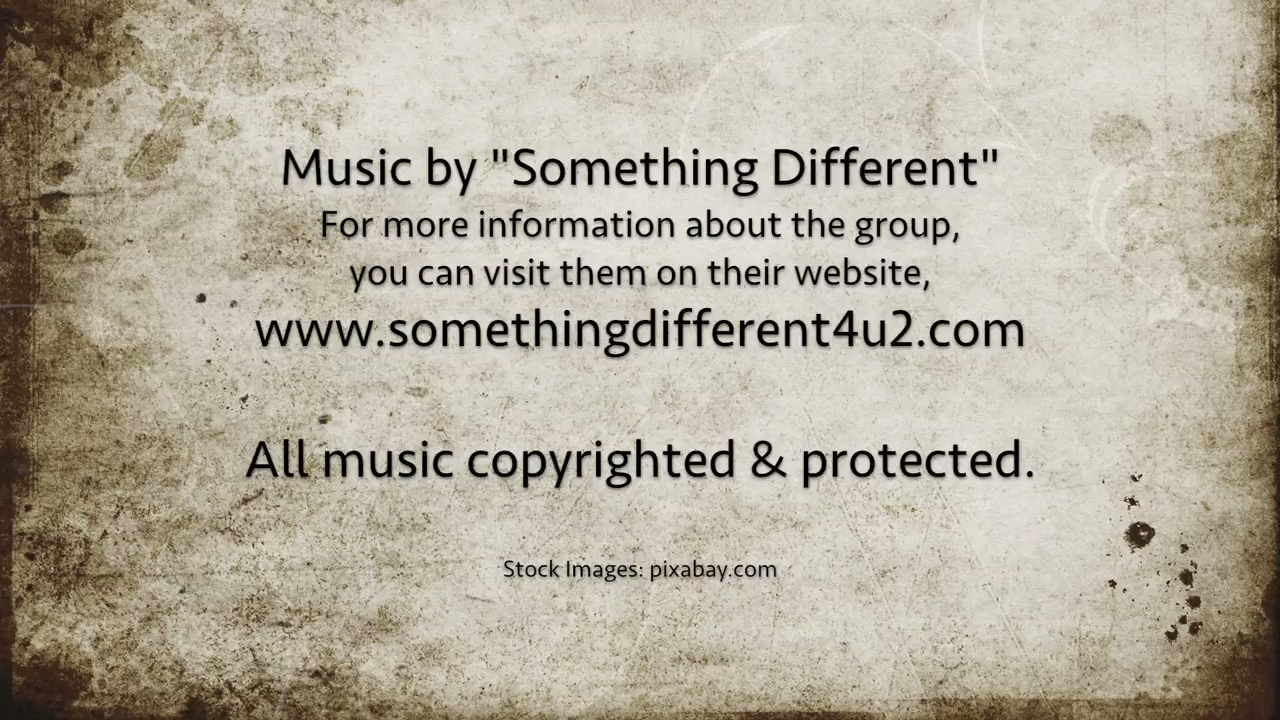 Music by "Something Different"
For more information about the group,
you can visit them on their website,
www.somethingdifferent4u2.com
All music copyrighted & protected.
Stock Images: pixabay.com